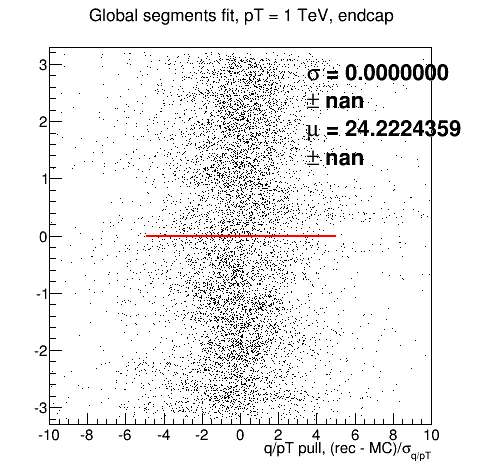 Global segments fit, pT = 1 TeV, endcap
σ = 0.0000000
± nan
μ = 24.2224359
± nan
3
2
1
0
-1
-2
-3
-10 -8 -6 -4 -2 0 2 4 6 8 10
q/pT pull, (rec - MC)/σq/pT